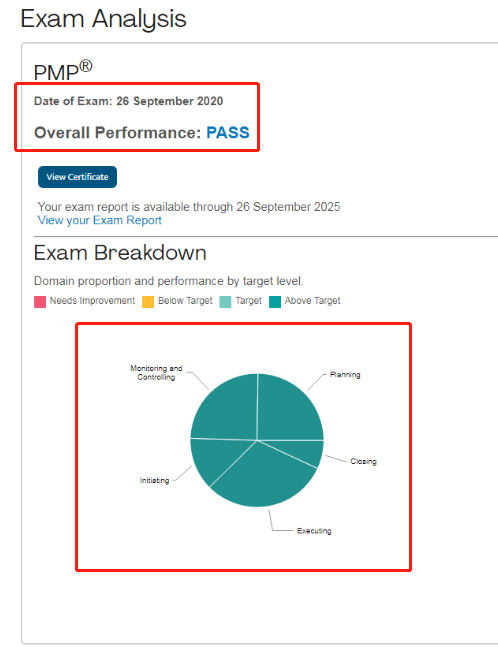 Exam Analysis
PMP®
Date of Exam: 26 September 2020
Overall Performance: PASS
View Certificate
Your exam report is available through 26 September 2025
View your Exam Report
Exam Breakdown
Domain proportion and performance by target level.
Needs Improvement Below Target Target Above Target
Monitoring and
Controlling
Planning
Closing
Initiating
Executing